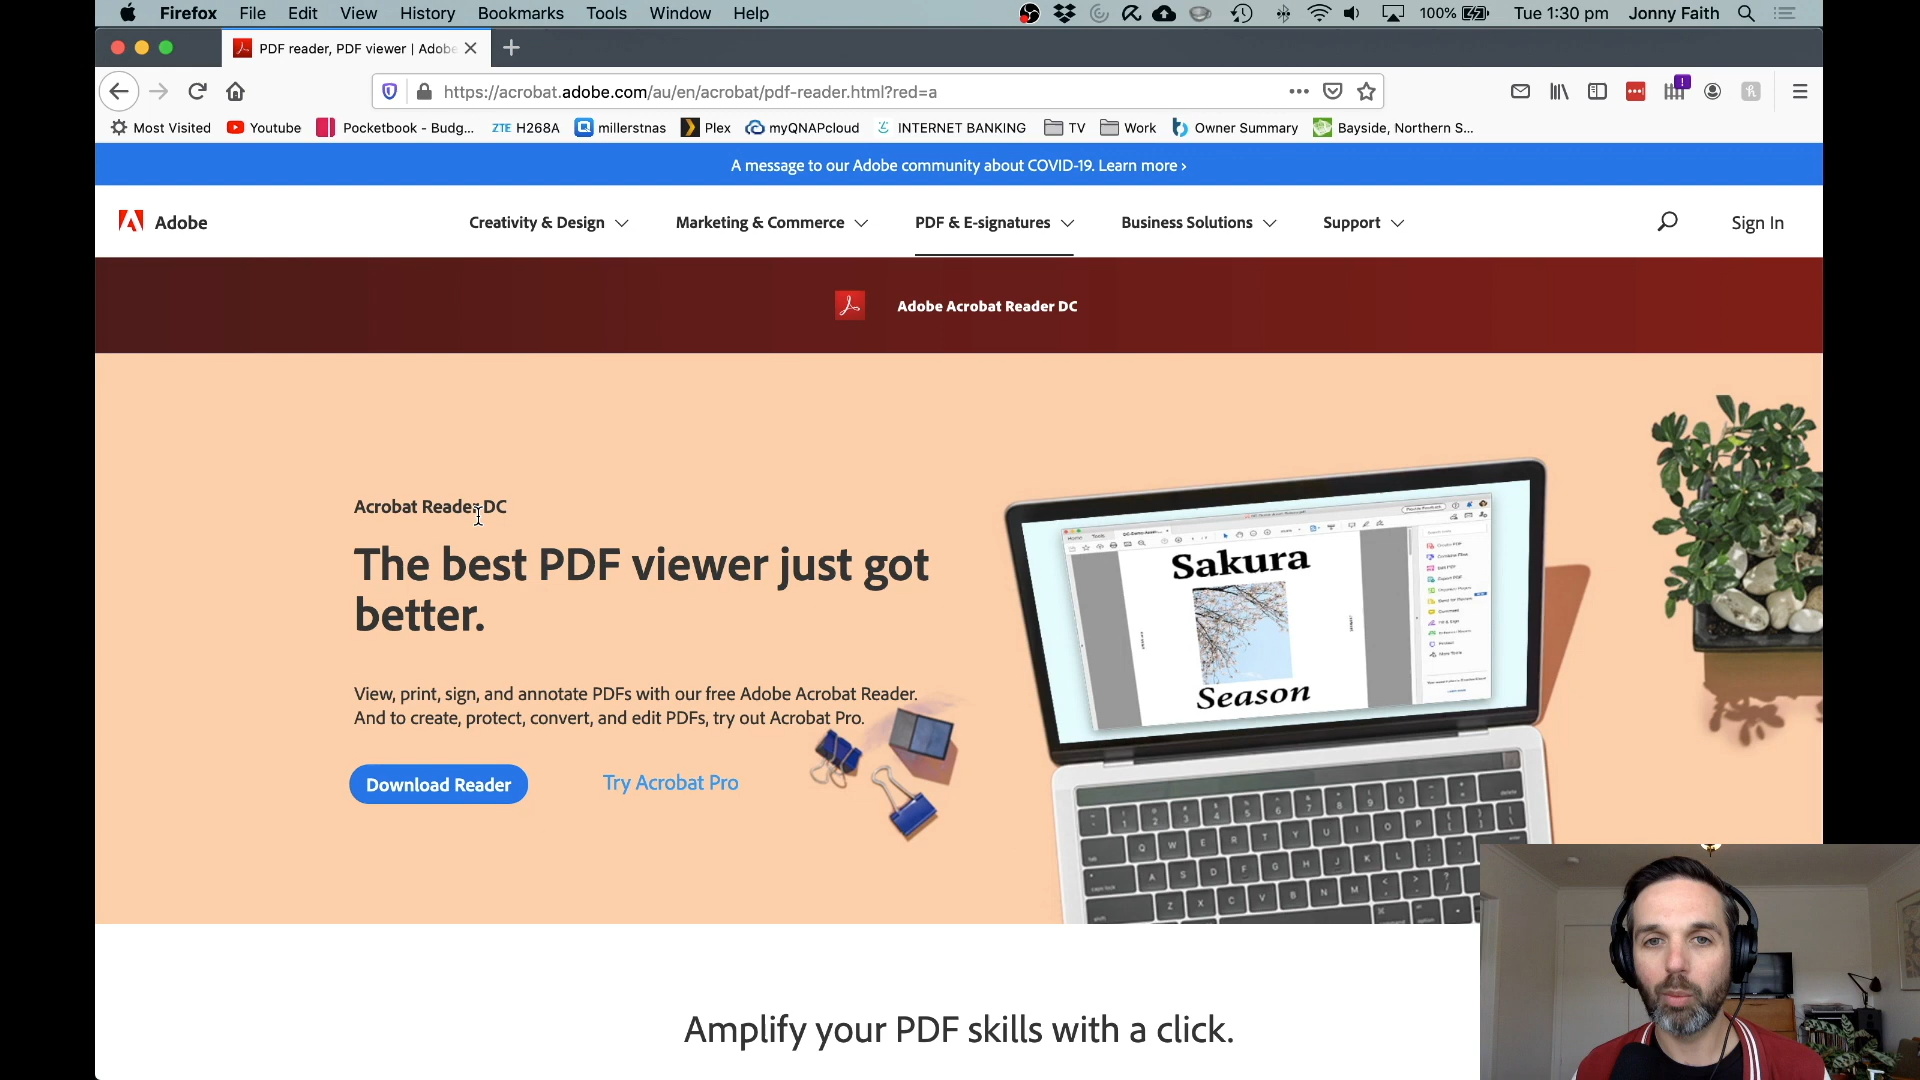 Firefox File Edit View History Bookmarks Tools Window Help 100% Tue 1:30 pm Jonny Faith
PDF reader, PDF viewer | Adobe
https://acrobat.adobe.com/au/en/acrobat/pdf-reader.html?red=a
Most Visited Youtube Pocketbook - Budg... ZTE H268A millerstnas Plex myQNAPcloud INTERNET BANKING TV Work Owner Summary Bayside, Northern S...
A message to our Adobe community about COVID-19. Learn more ›
Adobe Creativity & Design Marketing & Commerce PDF & E-signatures Business Solutions Support Sign In
Adobe Acrobat Reader DC
Acrobat Reader DC
The best PDF viewer just got
better.
View, print, sign, and annotate PDFs with our free Adobe Acrobat Reader.
And to create, protect, convert, and edit PDFs, try out Acrobat Pro.
Download Reader Try Acrobat Pro
Sakura
Season
Amplify your PDF skills with a click.